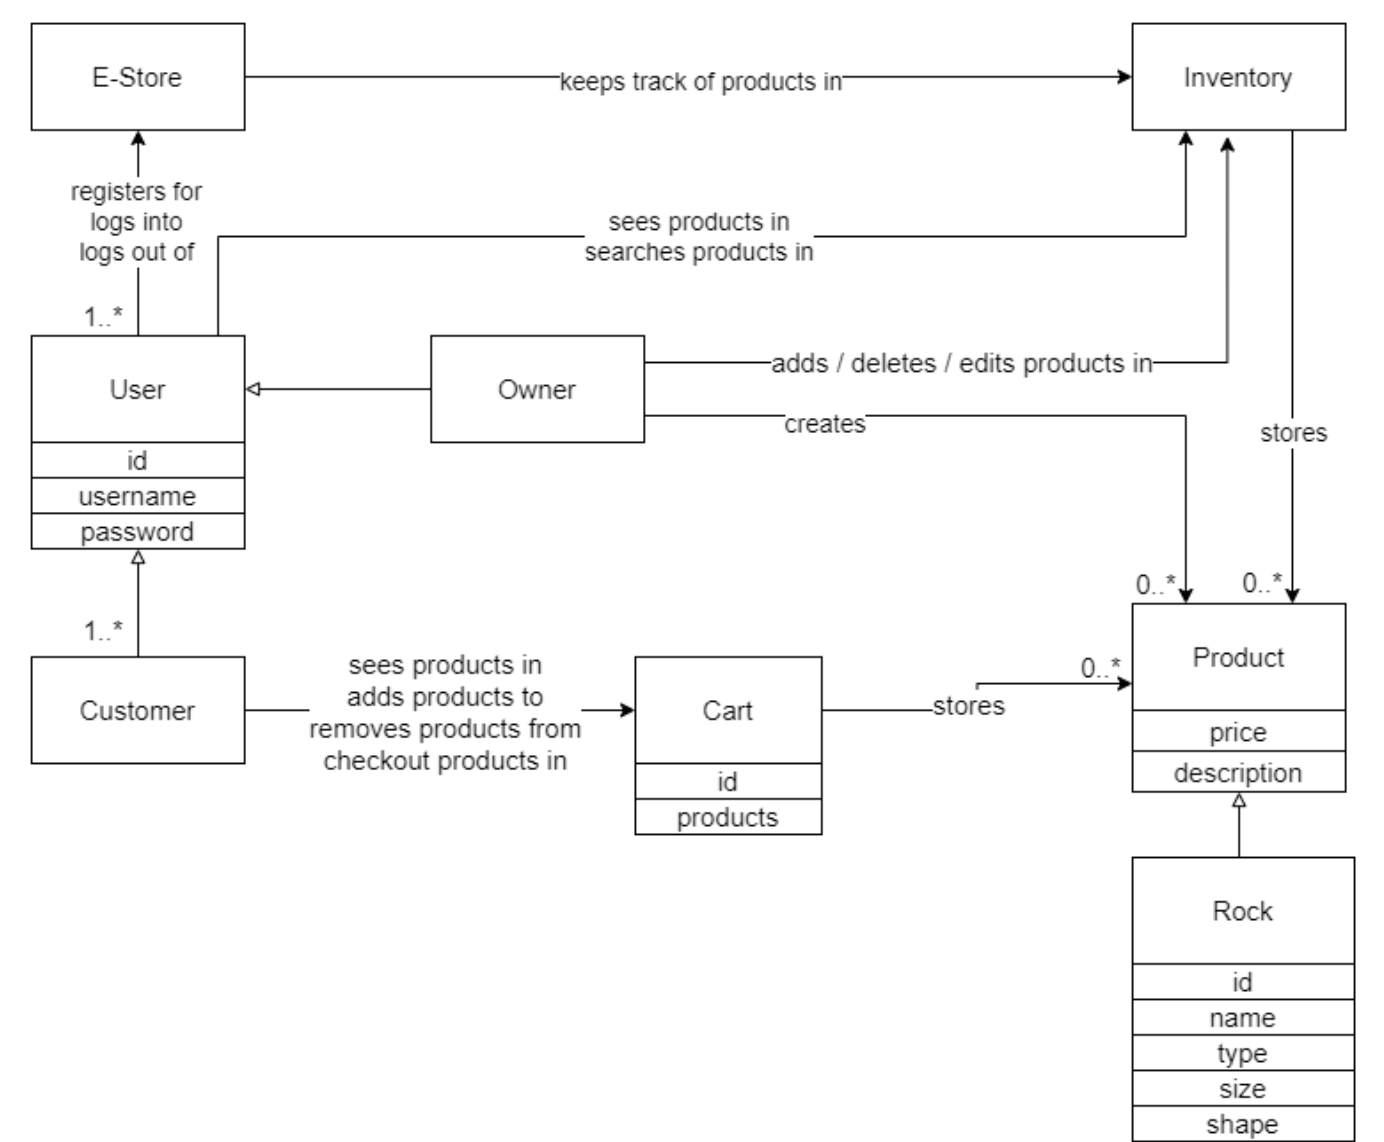 E-Store
keeps track of products in
Inventory
registers for
logs into
logs out of
sees products in
searches products in
1..*
User
id
username
password
Owner
adds / deletes / edits products in
creates
stores
0..*
0..*
1..*
Customer
sees products in
adds products to
removes products from
checkout products in
Cart
id
products
stores
0..*
Product
price
description
Rock
id
name
type
size
shape